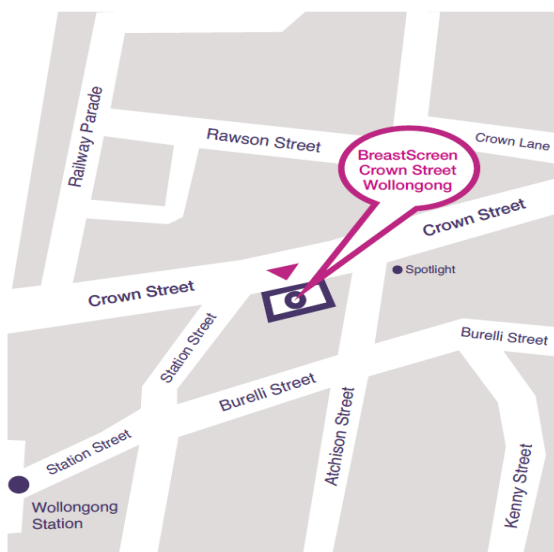 Railway Parade
Rawson Street
Crown Lane
BreastScreen
Crown Street
Wollongong
Crown Street
Spotlight
Crown Street
Station Street
Burelli Street
Burelli Street
Atchison Street
Station Street
Kenny Street
Wollongong
Station